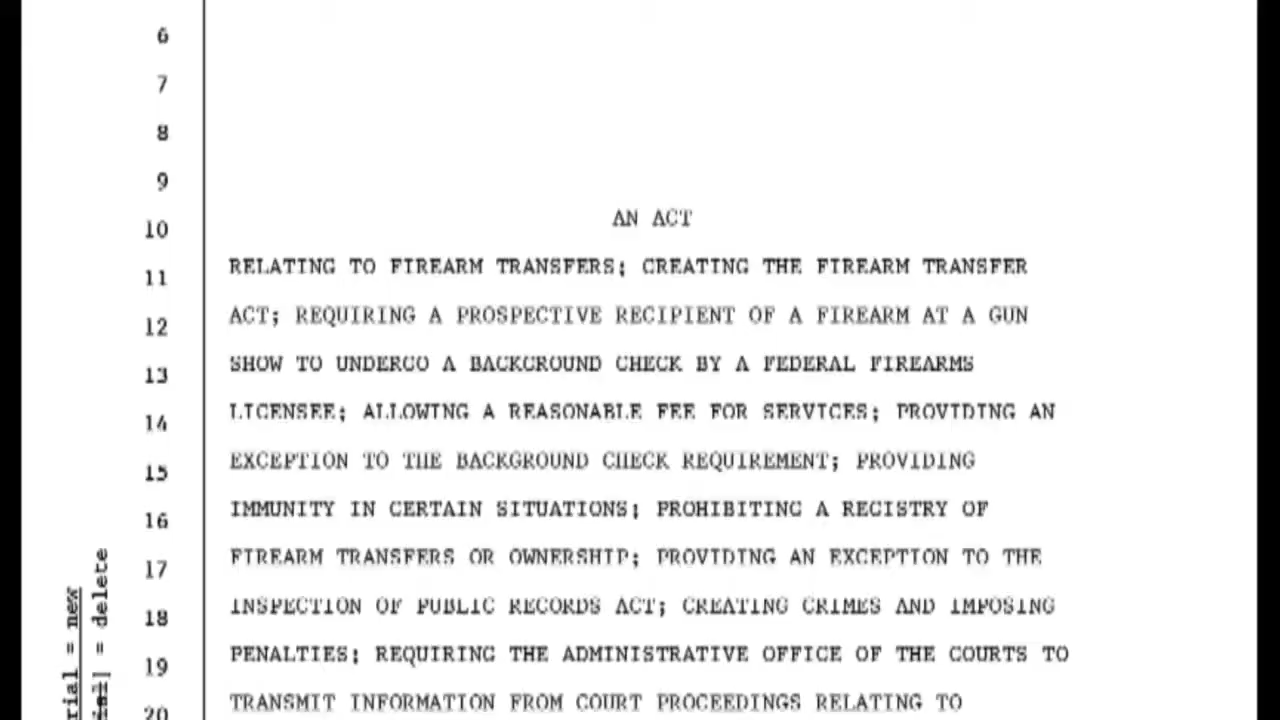 6
7
8
9
10 AN ACT
11 RELATING TO FIREARM TRANSFERS; CREATING THE FIREARM TRANSFER
12 ACT; REQUIRING A PROSPECTIVE RECIPIENT OF A FIREARM AT A GUN
13 SHOW TO UNDERGO A BACKGROUND CHECK BY A FEDERAL FIREARMS
14 LICENSEE; ALLOWING A REASONABLE FEE FOR SERVICES; PROVIDING AN
15 EXCEPTION TO THE BACKGROUND CHECK REQUIREMENT; PROVIDING
16 IMMUNITY IN CERTAIN SITUATIONS; PROHIBITING A REGISTRY OF
17 FIREARM TRANSFERS OR OWNERSHIP; PROVIDING AN EXCEPTION TO THE
18 INSPECTION OF PUBLIC RECORDS ACT; CREATING CRIMES AND IMPOSING
19 PENALTIES; REQUIRING THE ADMINISTRATIVE OFFICE OF THE COURTS TO
20 TRANSMIT INFORMATION FROM COURT PROCEEDINGS RELATING TO
rial = new
] = delete